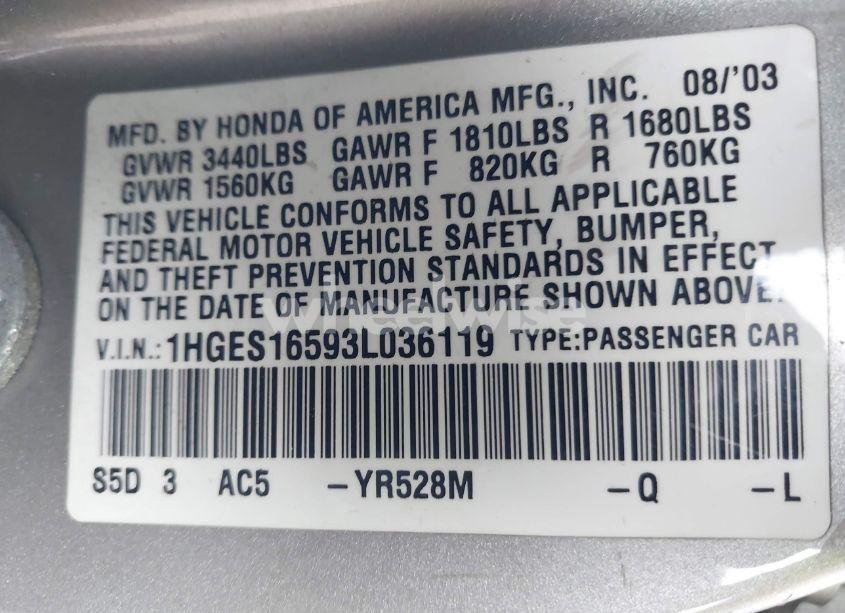 MFD. BY HONDA OF AMERICA MFG., INC. 08/'03
GVWR 3440LBS GAWR F 1810LBS R 1680LBS
GVWR 1560KG GAWR F 820KG R 760KG
THIS VEHICLE CONFORMS TO ALL APPLICABLE
FEDERAL MOTOR VEHICLE SAFETY, BUMPER,
AND THEFT PREVENTION STANDARDS IN EFFECT
ON THE DATE OF MANUFACTURE SHOWN ABOVE.
wheelwise
V.I.N.: 1HGES16593L036119 TYPE:PASSENGER CAR
S5D 3 AC5 -YR528M -Q -L